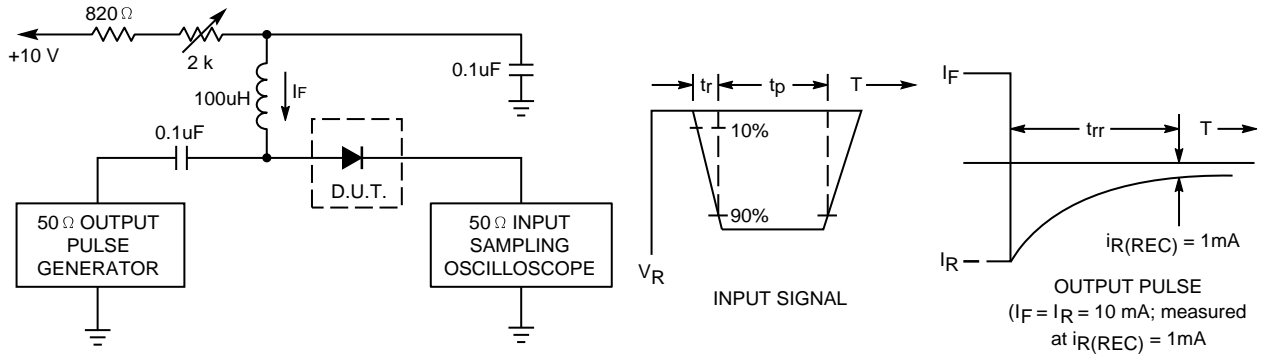 820 Ω
+10 V
2 k
100uH
IF
0.1uF
0.1uF
D.U.T.
50 Ω OUTPUT
PULSE
GENERATOR
50 Ω INPUT
SAMPLING
OSCILLOSCOPE
tr
tp
T
10%
90%
VR
INPUT SIGNAL
IF
trr
T
IR
iR(REC) = 1mA
OUTPUT PULSE
(IF = IR = 10 mA; measured
at iR(REC) = 1mA